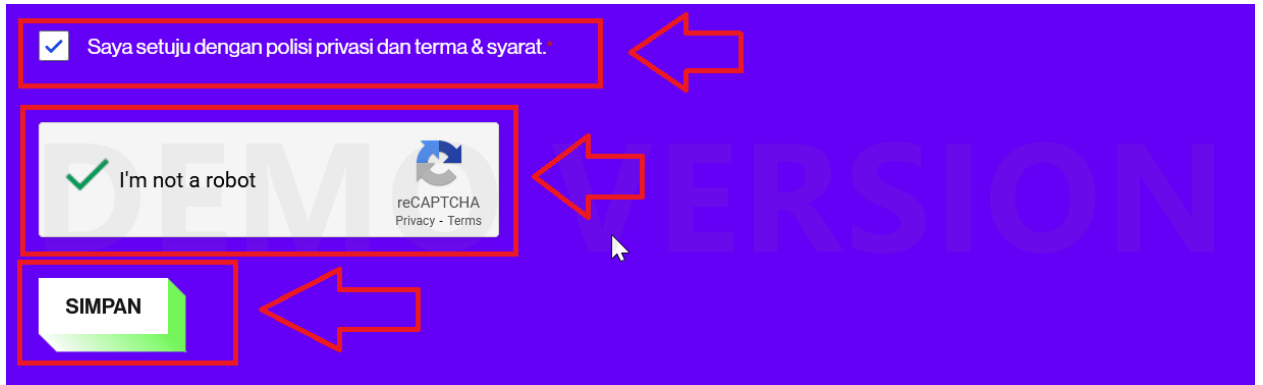 Saya setuju dengan polisi privasi dan terma & syarat.*
I'm not a robot
reCAPTCHA
Privacy - Terms
DEMO VERSION
SIMPAN